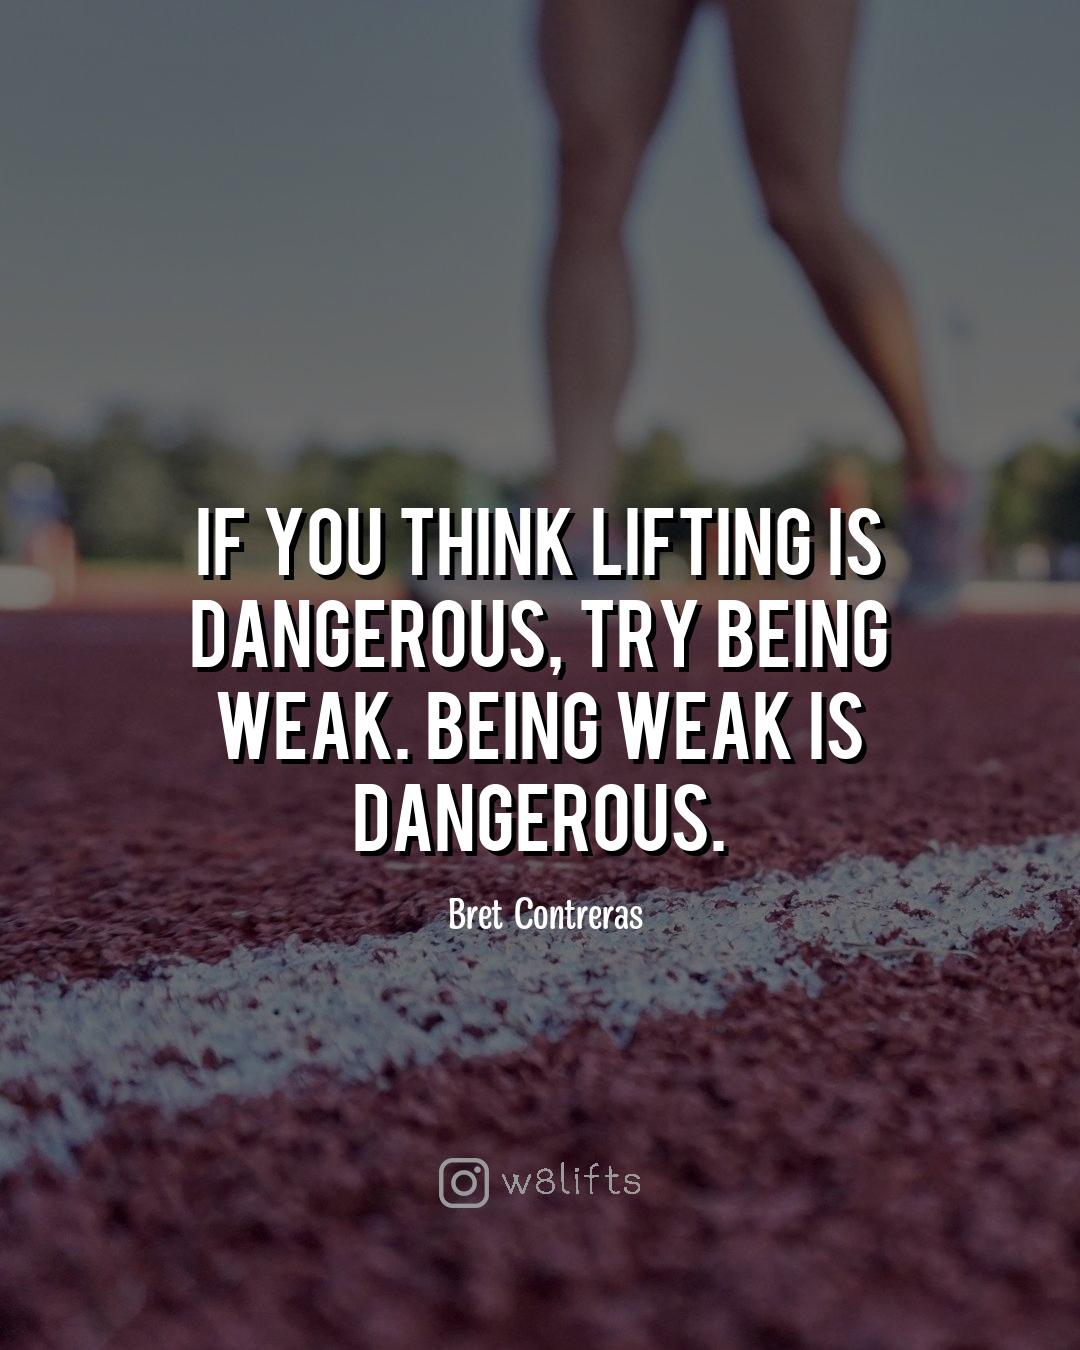 IF YOU THINK LIFTING IS
DANGEROUS, TRY BEING
WEAK. BEING WEAK IS
DANGEROUS.
Bret Contreras
w8lifts